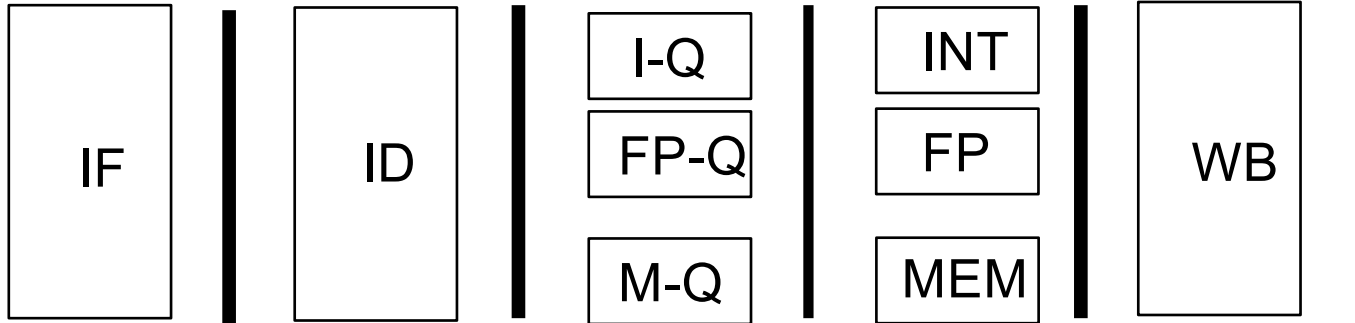 IF
ID
I-Q
FP-Q
M-Q
INT
FP
MEM
WB